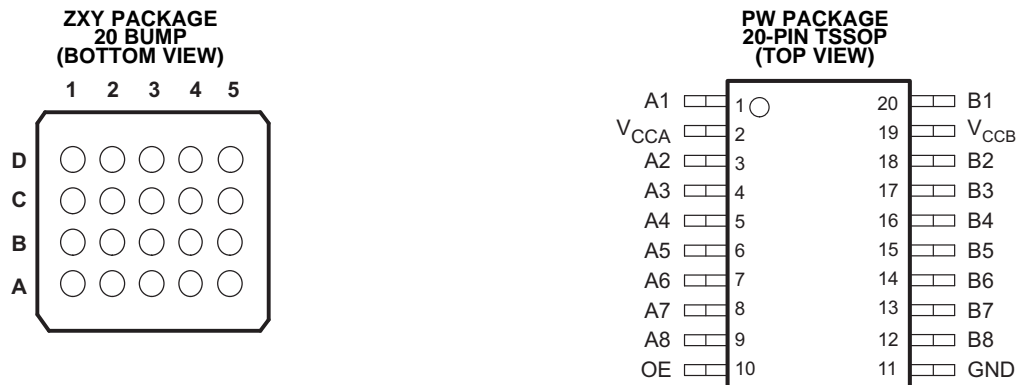 ZXY PACKAGE
20 BUMP
(BOTTOM VIEW)
1 2 3 4 5
D
C
B
A
PW PACKAGE
20-PIN TSSOP
(TOP VIEW)
A1 1 20 B1
VCCA 2 19 VCCB
A2 3 18 B2
A3 4 17 B3
A4 5 16 B4
A5 6 15 B5
A6 7 14 B6
A7 8 13 B7
A8 9 12 B8
OE 10 11 GND